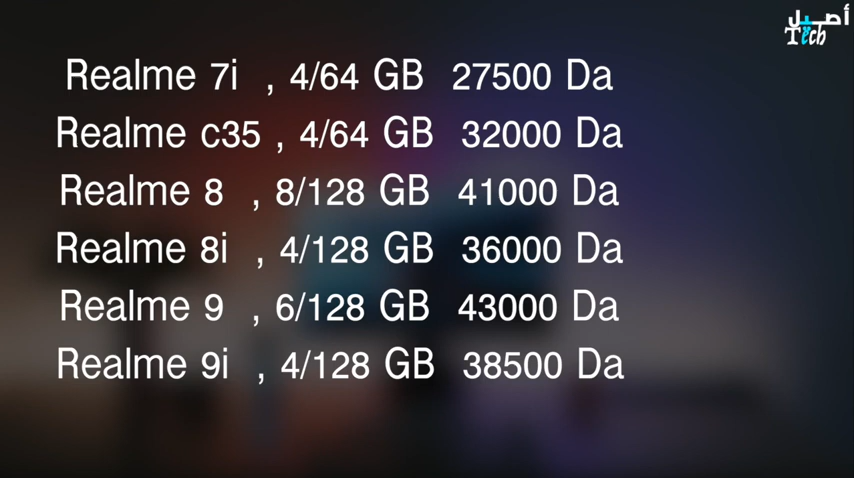 أصيل
Tech
Realme 7i , 4/64 GB 27500 Da
Realme c35 , 4/64 GB 32000 Da
Realme 8 , 8/128 GB 41000 Da
Realme 8i , 4/128 GB 36000 Da
Realme 9 , 6/128 GB 43000 Da
Realme 9i , 4/128 GB 38500 Da